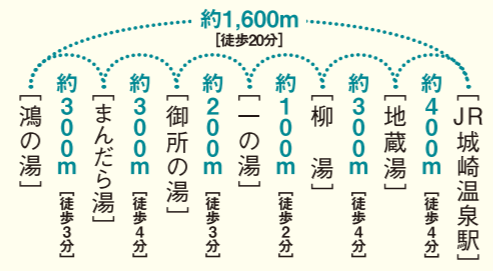 約1,600m
[徒歩20分]
[鴻の湯]
約300m
[徒歩3分]
[まんだら湯]
約300m
[徒歩4分]
[御所の湯]
約200m
[徒歩3分]
[一の湯]
約100m
[徒歩2分]
[柳 湯]
約300m
[徒歩4分]
[地蔵湯]
約400m
[徒歩4分]
[JR城崎温泉駅]